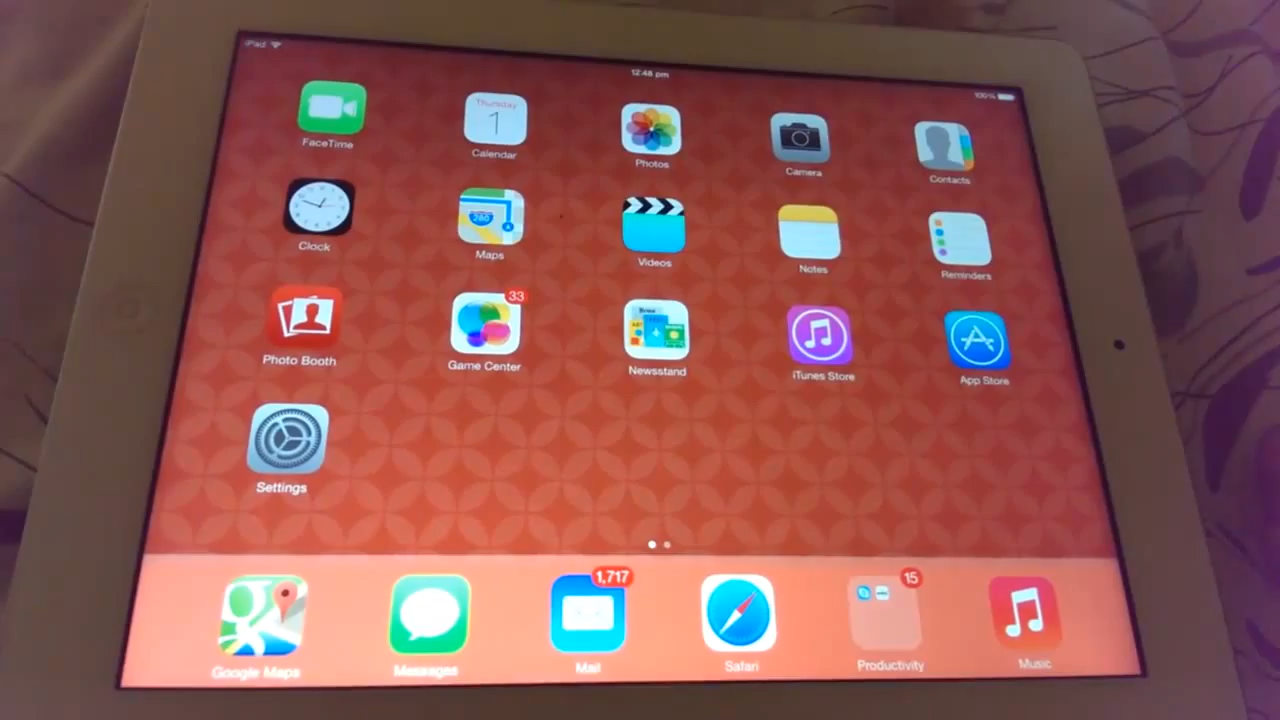 iPad
12:48 pm
100%
FaceTime
Thursday
1
Calendar
Photos
Camera
Contacts
Clock
280
Maps
Videos
Notes
Reminders
Photo Booth
33
Game Center
Newsstand
iTunes Store
App Store
Settings
Google Maps
Messages
1,717
Mail
Safari
15
Productivity
Music